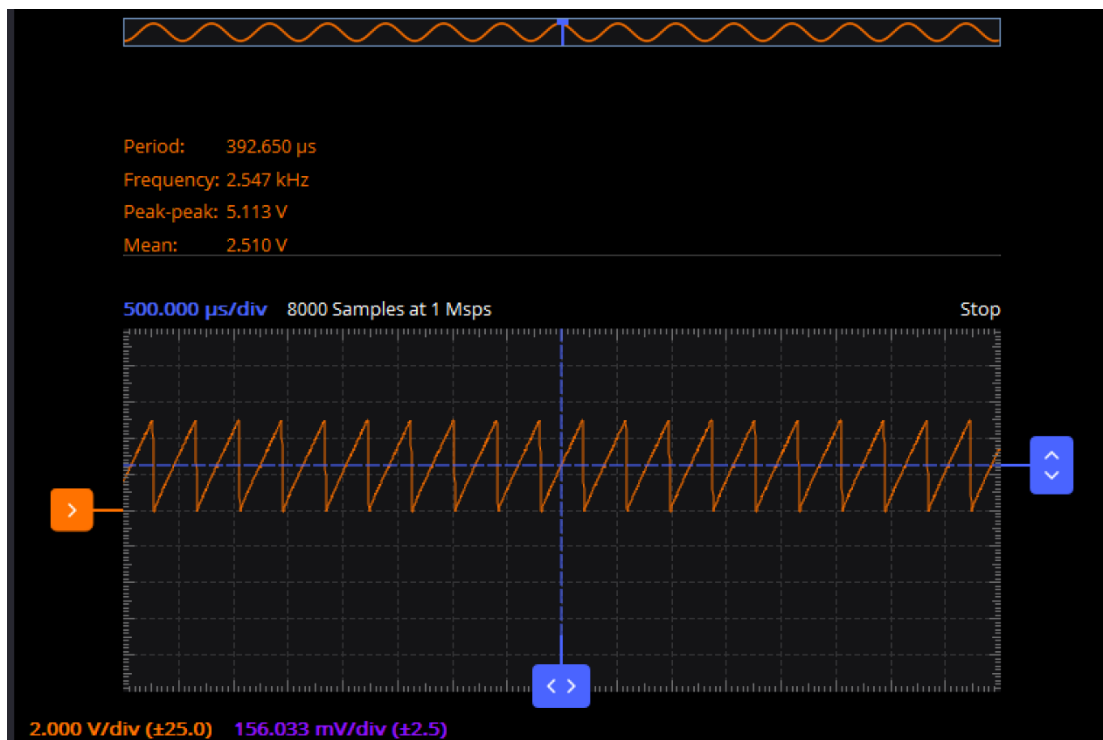 Period: 392.650 µs
Frequency: 2.547 kHz
Peak-peak: 5.113 V
Mean: 2.510 V
500.000 µs/div 8000 Samples at 1 Msps Stop
2.000 V/div (±25.0) 156.033 mV/div (±2.5)